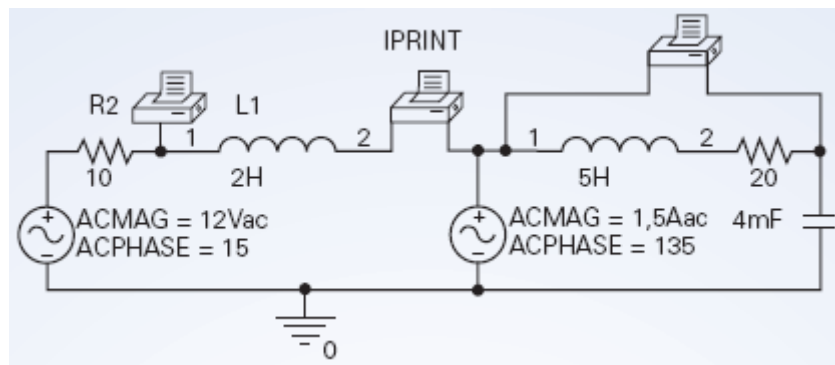 IPRINT
R2
L1
1
2
1
2
10
2H
5H
20
ACMAG = 12Vac
ACPHASE = 15
ACMAG = 1,5Aac
ACPHASE = 135
4mF
0